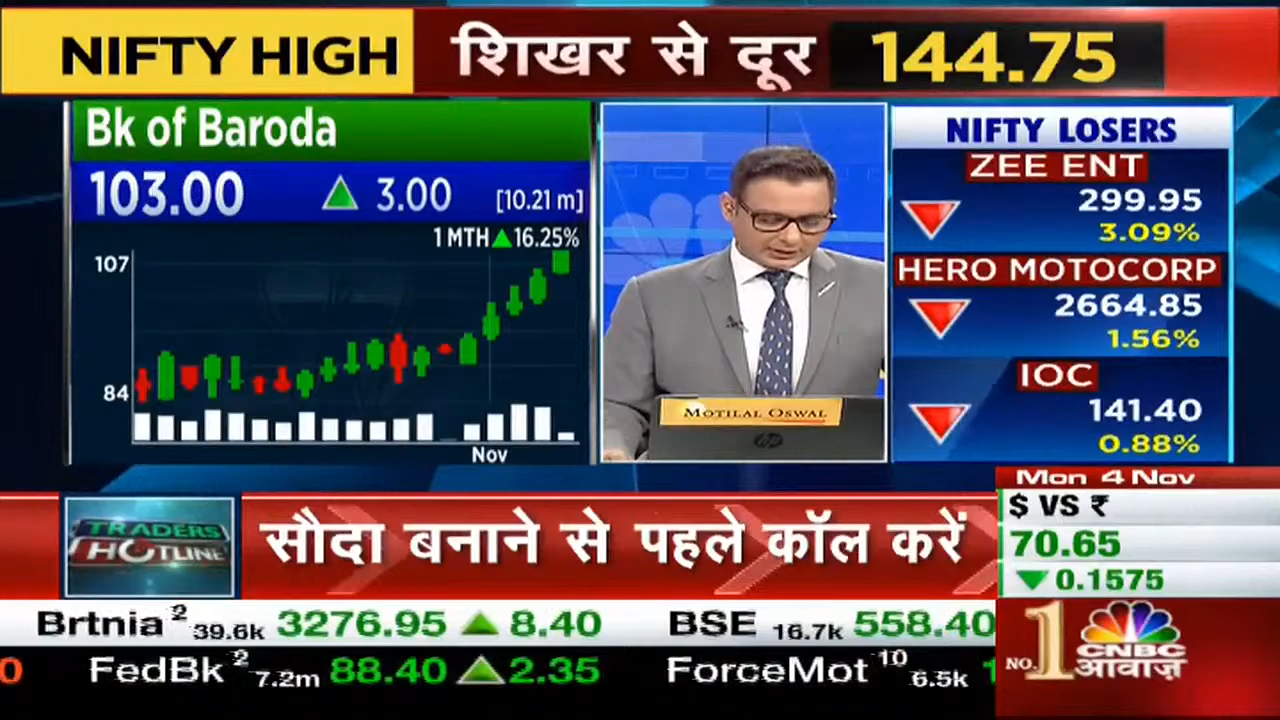 NIFTY HIGH शिखर से दूर 144.75
Bk of Baroda
103.00 3.00 [10.21 m]
1 MTH 16.25%
107
84
Nov
MOTILAL OSWAL
hp
NIFTY LOSERS
ZEE ENT
299.95
3.09%
HERO MOTOCORP
2664.85
1.56%
IOC
141.40
0.88%
Mon 4 Nov
$ VS ₹
70.65
0.1575
TRADERS
HOTLINE
सौदा बनाने से पहले कॉल करें
Brtnia 2 39.6k 3276.95 8.40 BSE 16.7k 558.40
0 FedBk 2 7.2m 88.40 2.35 ForceMot 10 6.5k 1
NO. 1 CNBC
आवाज़